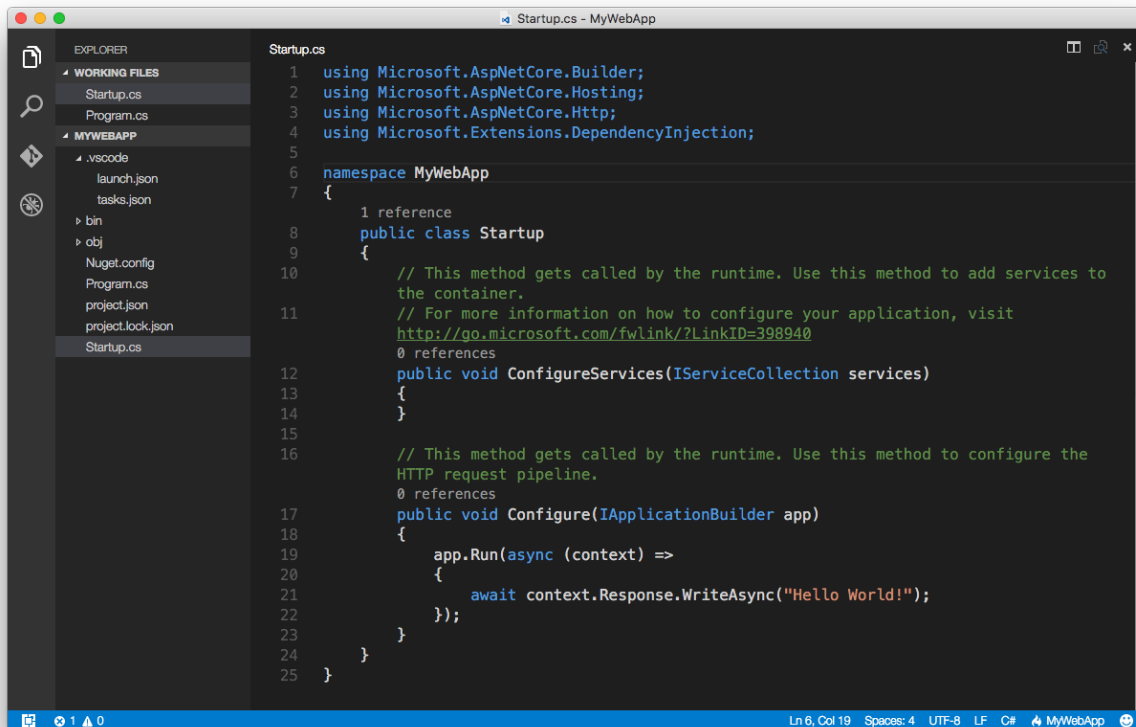 Startup.cs - MyWebApp
EXPLORER
WORKING FILES
Startup.cs
Program.cs
MYWEBAPP
.vscode
launch.json
tasks.json
bin
obj
Nuget.config
Program.cs
project.json
project.lock.json
Startup.cs
Startup.cs
1 using Microsoft.AspNetCore.Builder;
2 using Microsoft.AspNetCore.Hosting;
3 using Microsoft.AspNetCore.Http;
4 using Microsoft.Extensions.DependencyInjection;
5
6 namespace MyWebApp
7 {
1 reference
8 public class Startup
9 {
10 // This method gets called by the runtime. Use this method to add services to
the container.
11 // For more information on how to configure your application, visit
http://go.microsoft.com/fwlink/?LinkID=398940
0 references
12 public void ConfigureServices(IServiceCollection services)
13 {
14 }
15
16 // This method gets called by the runtime. Use this method to configure the
HTTP request pipeline.
0 references
17 public void Configure(IApplicationBuilder app)
18 {
19 app.Run(async (context) =>
20 {
21 await context.Response.WriteAsync("Hello World!");
22 });
23 }
24 }
25 }
1 0 Ln 6, Col 19 Spaces: 4 UTF-8 LF C# MyWebApp